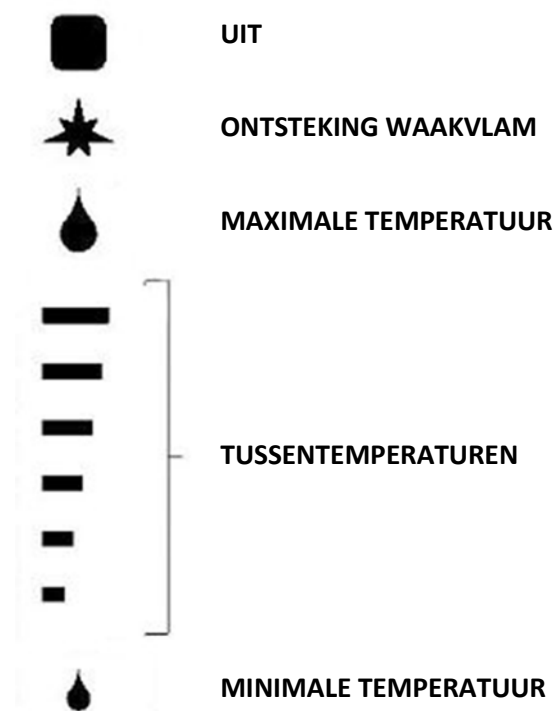 UIT
ONTSTEKING WAAKVLAM
MAXIMALE TEMPERATUUR
TUSSENTEMPERATUREN
MINIMALE TEMPERATUUR